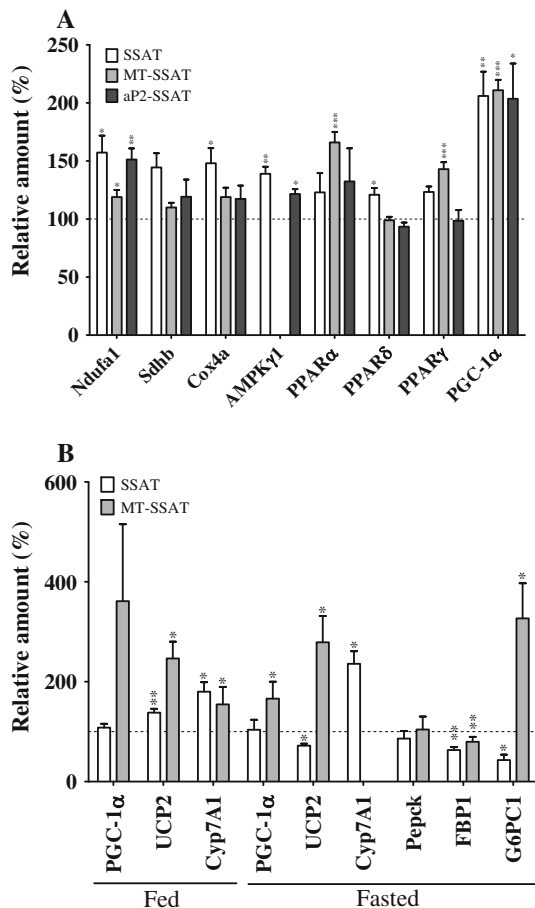 A
Relative amount (%)
250
200
150
100
50
0
SSAT
MT-SSAT
aP2-SSAT
* * ** * ** * *** * *** ** *** *
Ndufa1
Sdhb
Cox4a
AMPKγ1
PPARα
PPARδ
PPARγ
PGC-1α
B
Relative amount (%)
600
400
200
0
SSAT
MT-SSAT
** * * * * * * * ** ** * *
PGC-1α
UCP2
Cyp7A1
PGC-1α
UCP2
Cyp7A1
Pepck
FBP1
G6PC1
Fed
Fasted